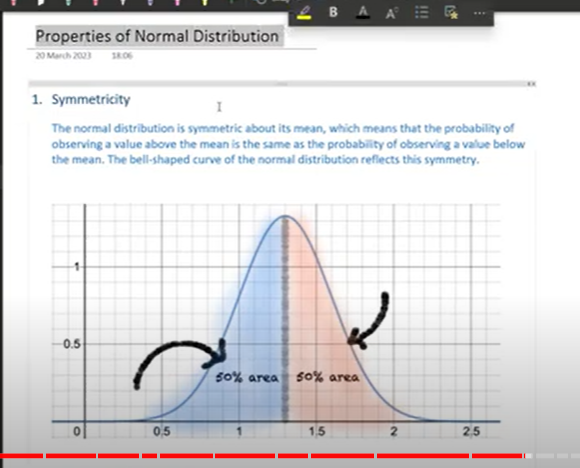 B A A
Properties of Normal Distribution
20 March 2023 18:06
1. Symmetricity
The normal distribution is symmetric about its mean, which means that the probability of
observing a value above the mean is the same as the probability of observing a value below
the mean. The bell-shaped curve of the normal distribution reflects this symmetry.
1
0.5
50% area 50% area
0 0.5 1 1.5 2 2.5